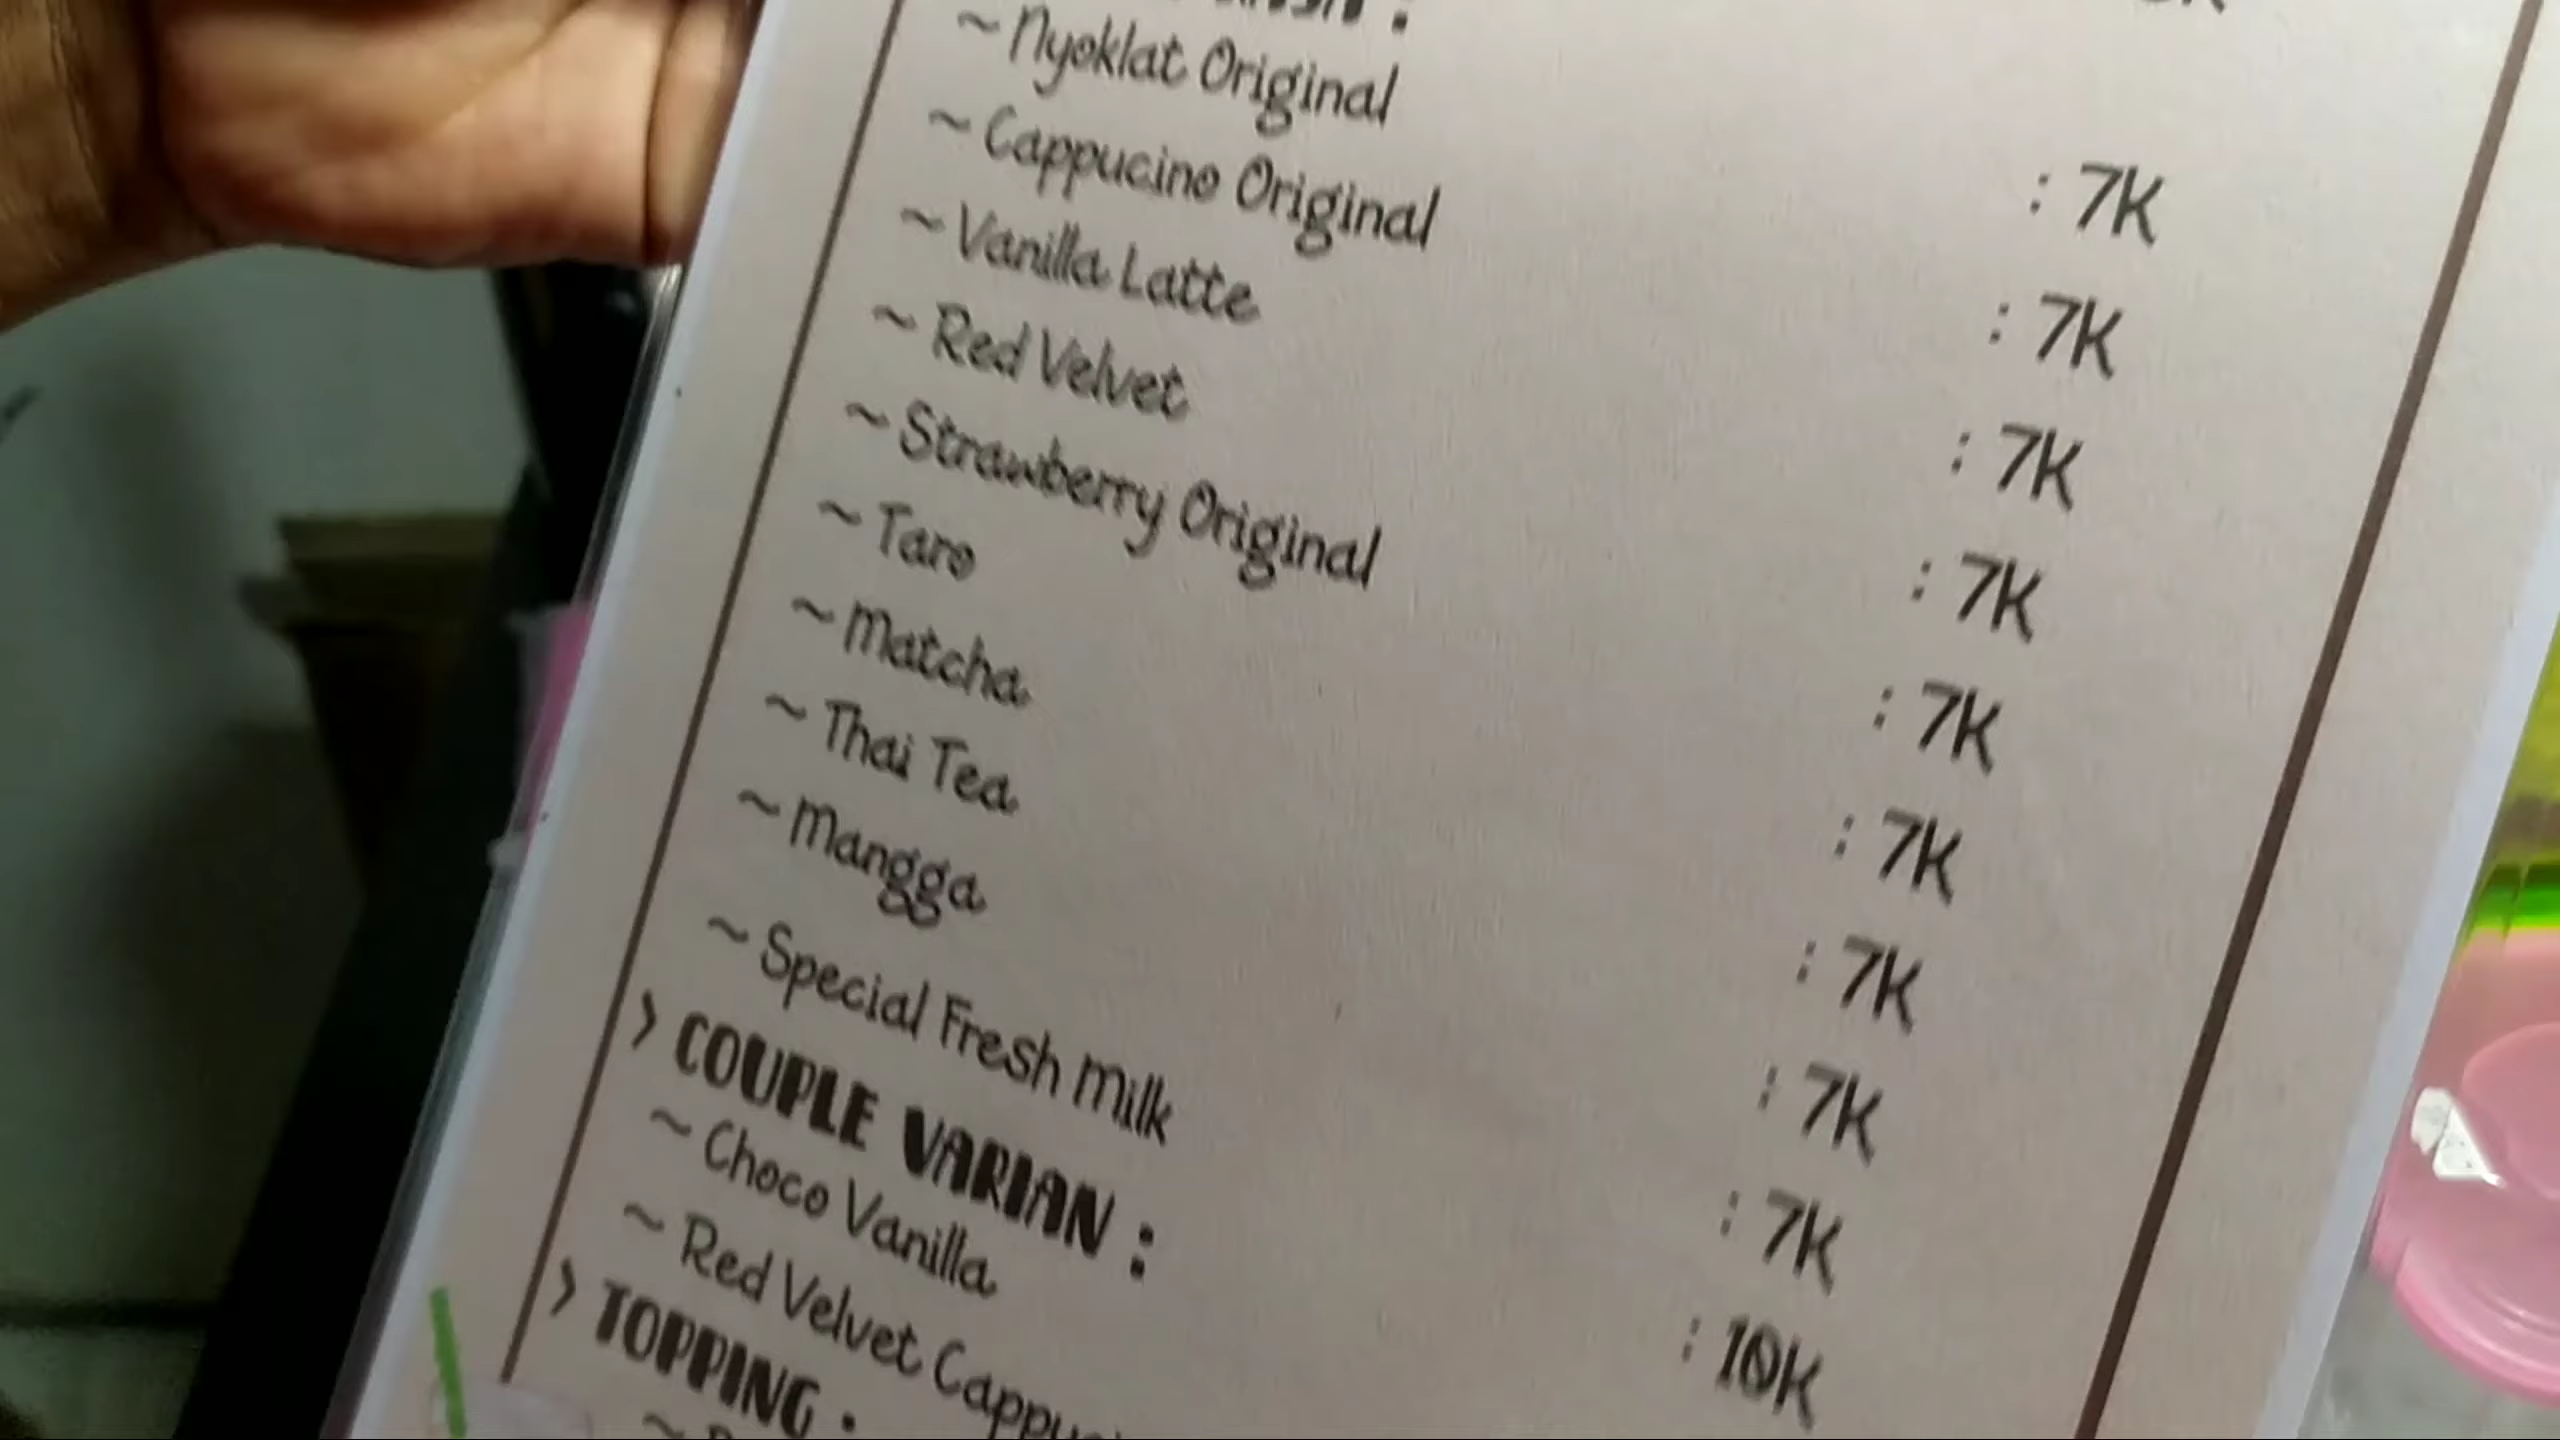 ~ Nyoklat Original : 7K
~ Cappucino Original : 7K
~ Vanilla Latte : 7K
~ Red Velvet : 7K
~ Strawberry Original : 7K
~ Taro : 7K
~ Matcha : 7K
~ Thai Tea : 7K
~ Mangga : 7K
~ Special Fresh Milk : 10K
> COUPLE VARIAN :
~ Choco Vanilla
~ Red Velvet
> TOPPING :